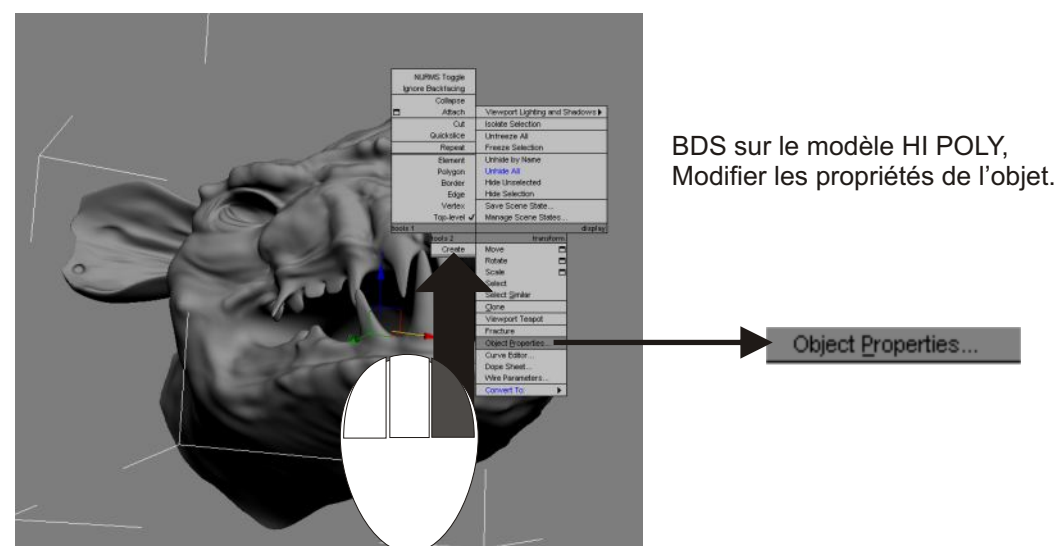 NURMS Toggle
Ignore Backfacing
Collapse
Attach
Cut
Quickslice
Repeat
Element
Polygon
Border
Edge
Vertex
Top-level ✓
tools 1
Viewport Lighting and Shadows ▶
Isolate Selection
Unfreeze All
Freeze Selection
Unhide by Name
Unhide All
Hide Unselected
Hide Selection
Save Scene State...
Manage Scene States...
display
tools 2
Create
transform
Move
Rotate
Scale
Select
Select Similar
Clone
Viewport Teapot
Fracture
Object Properties...
Curve Editor...
Dope Sheet...
Wire Parameters...
Convert To: ▶
BDS sur le modèle HI POLY,
Modifier les propriétés de l’objet.
Object Properties...